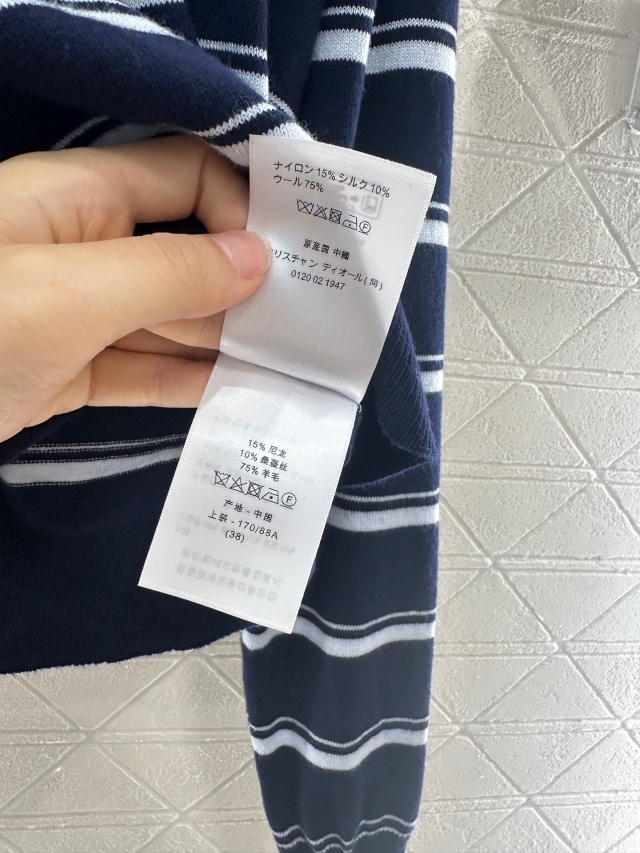 ナイロン 15% シルク 10%
ウール 75%
原産国 中國
リスチャン ディオール(同)
0120 02 1947
15% 尼龙
10% 桑蚕丝
75% 羊毛
F
产地 - 中國
上装 - 170/88A
(38)